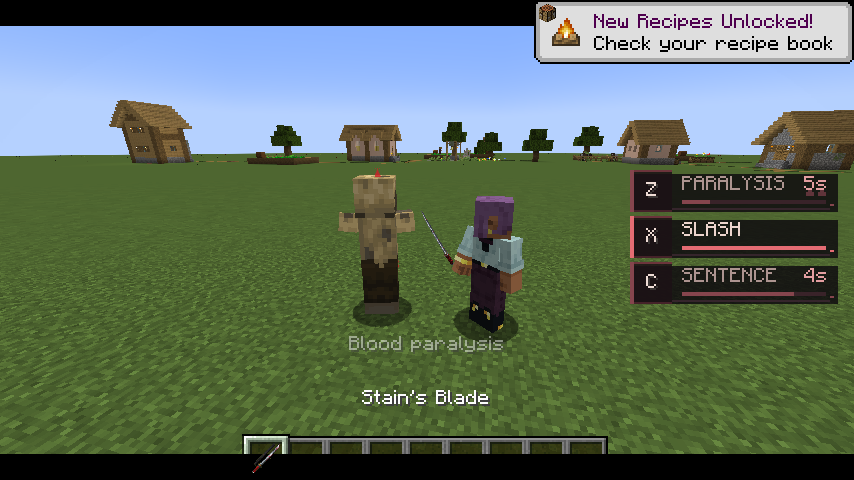 New Recipes Unlocked!
Check your recipe book
Z PARALYSIS 5s
X SLASH
C SENTENCE 4s
Blood paralysis
Stain's Blade